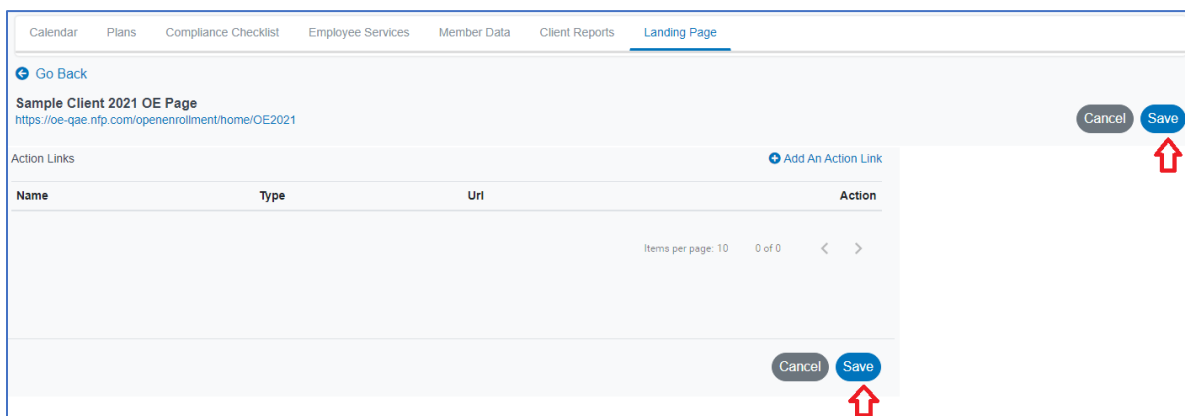 Calendar Plans Compliance Checklist Employee Services Member Data Client Reports Landing Page
Go Back
Sample Client 2021 OE Page
https://oe-qae.nfp.com/openenrollment/home/OE2021
Cancel Save
Action Links Add An Action Link
Name Type Url Action
Items per page: 10 0 of 0
Cancel Save